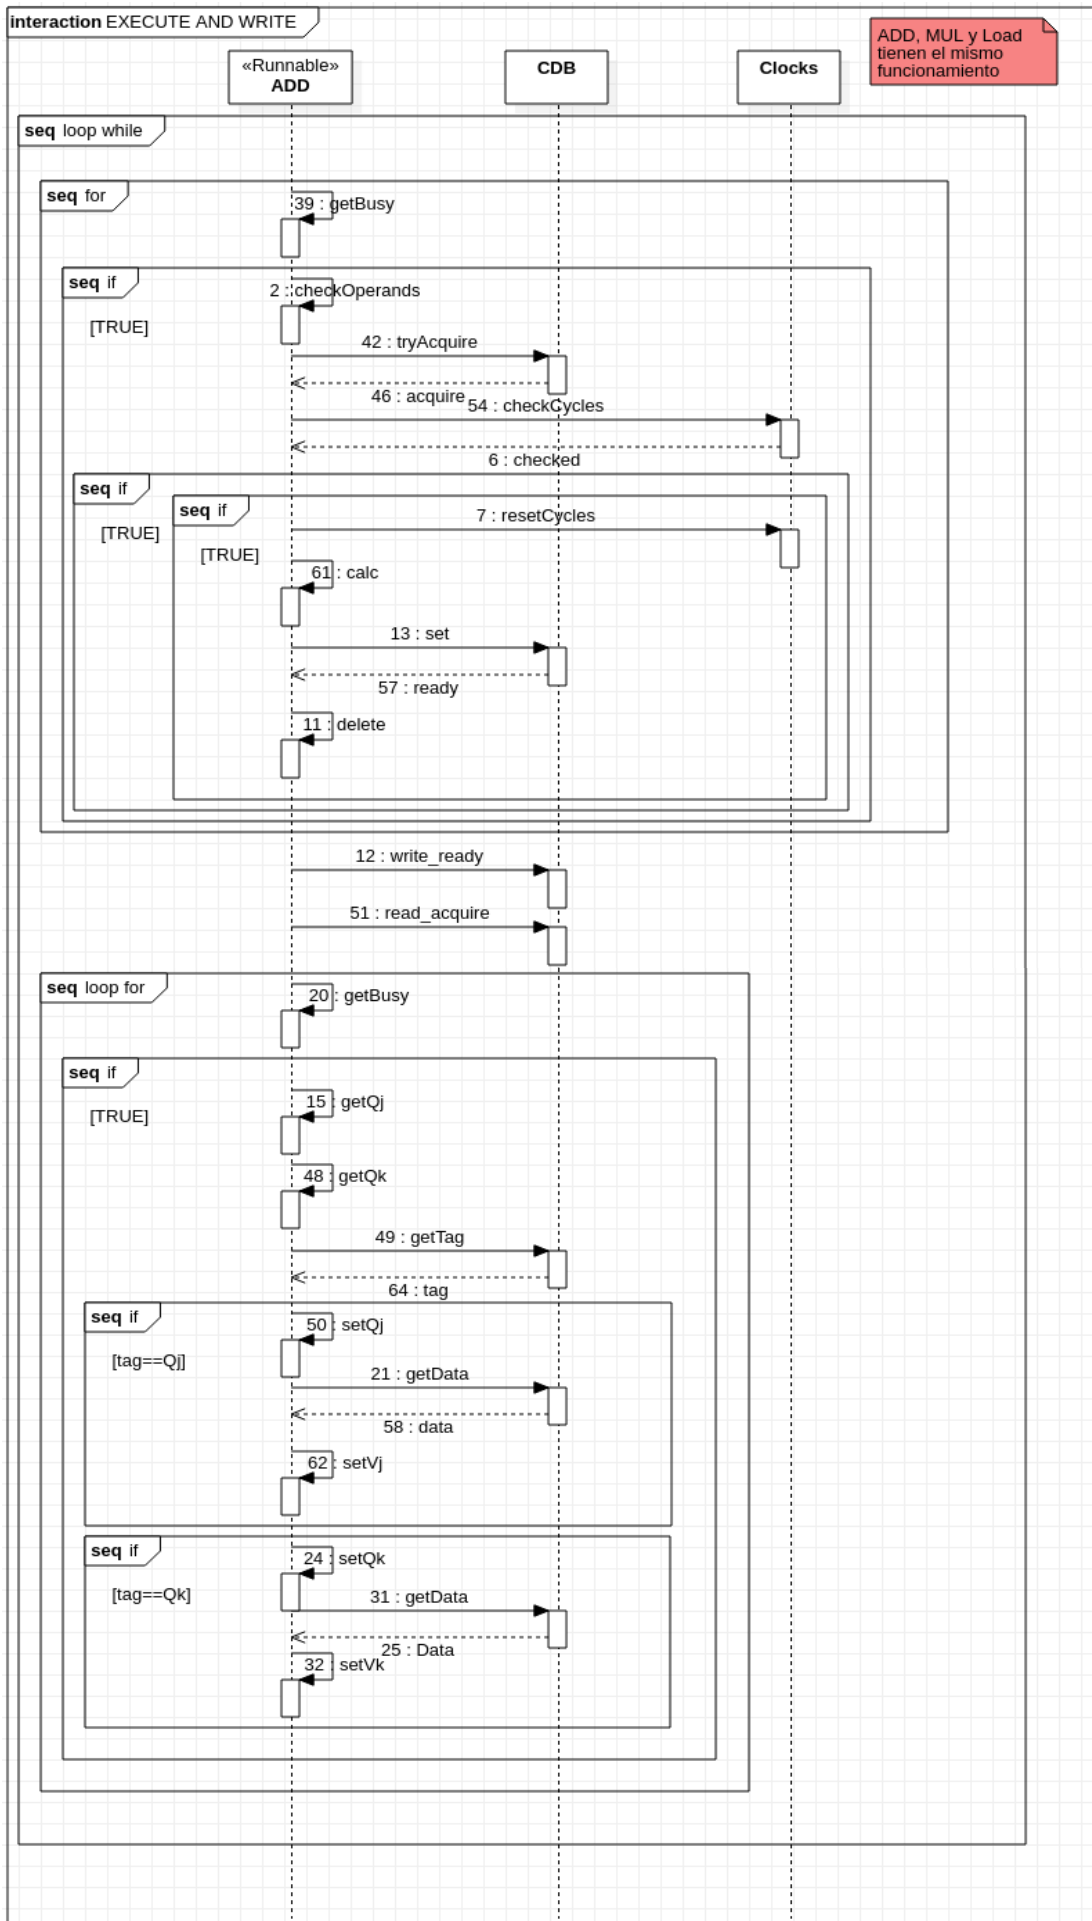 interaction EXECUTE AND WRITE
ADD, MUL y Load
tienen el mismo
funcionamiento
«Runnable»
ADD
CDB
Clocks
seq loop while
seq for
39 : getBusy
seq if
2 : checkOperands
[TRUE]
42 : tryAcquire
46 : acquire
54 : checkCycles
6 : checked
seq if
[TRUE]
seq if
7 : resetCycles
[TRUE]
61 : calc
13 : set
57 : ready
11 : delete
12 : write_ready
51 : read_acquire
seq loop for
20 : getBusy
seq if
[TRUE]
15 : getQj
48 : getQk
49 : getTag
64 : tag
seq if
50 : setQj
[tag==Qj]
21 : getData
58 : data
62 : setVj
seq if
24 : setQk
[tag==Qk]
31 : getData
25 : Data
32 : setVk